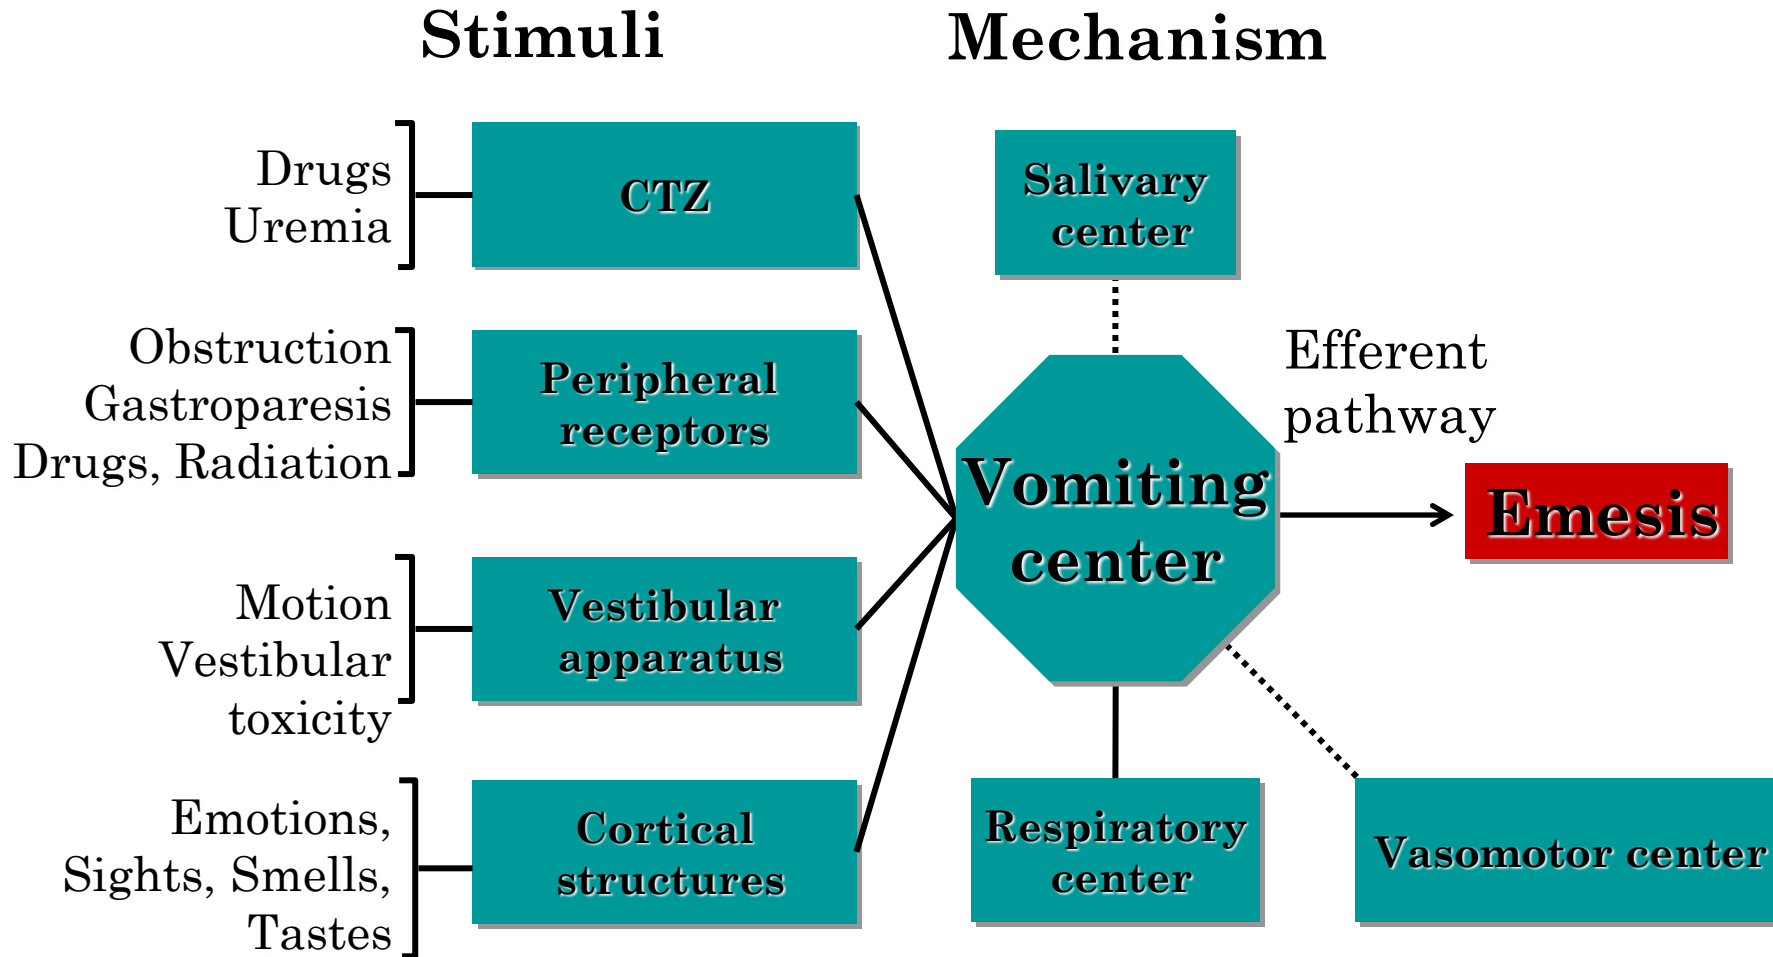 Stimuli
Mechanism
Drugs
Uremia
CTZ
Obstruction
Gastroparesis
Drugs, Radiation
Peripheral
receptors
Motion
Vestibular
toxicity
Vestibular
apparatus
Emotions,
Sights, Smells,
Tastes
Cortical
structures
Salivary
center
Vomiting
center
Efferent
pathway
Emesis
Respiratory
center
Vasomotor center